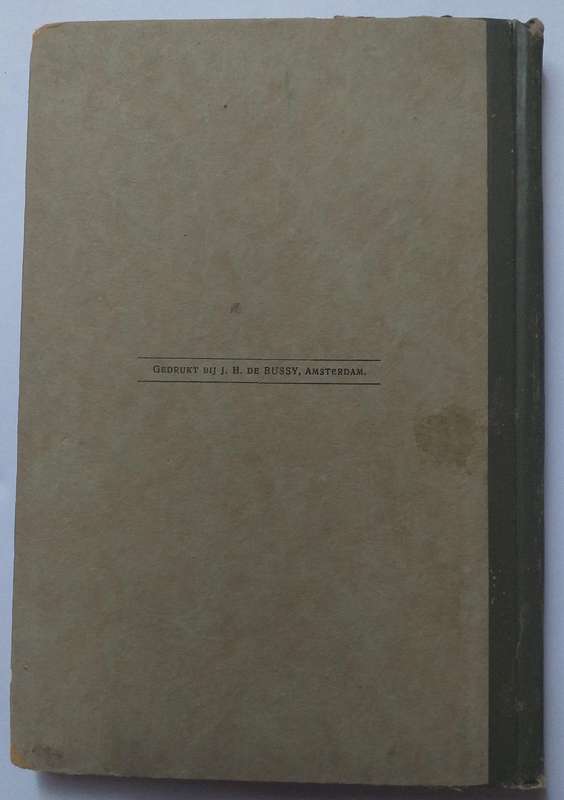 GEDRUKT BIJ J. H. DE BUSSY, AMSTERDAM.